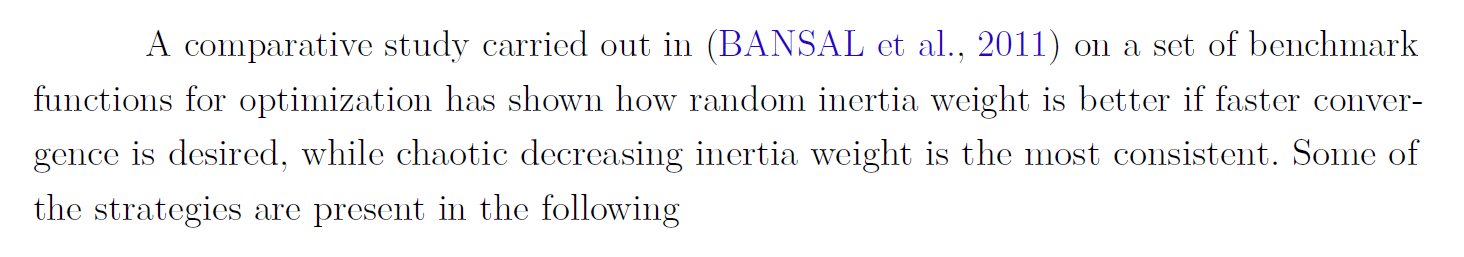 A comparative study carried out in (BANSAL et al., 2011) on a set of benchmark
functions for optimization has shown how random inertia weight is better if faster conver-
gence is desired, while chaotic decreasing inertia weight is the most consistent. Some of
the strategies are present in the following